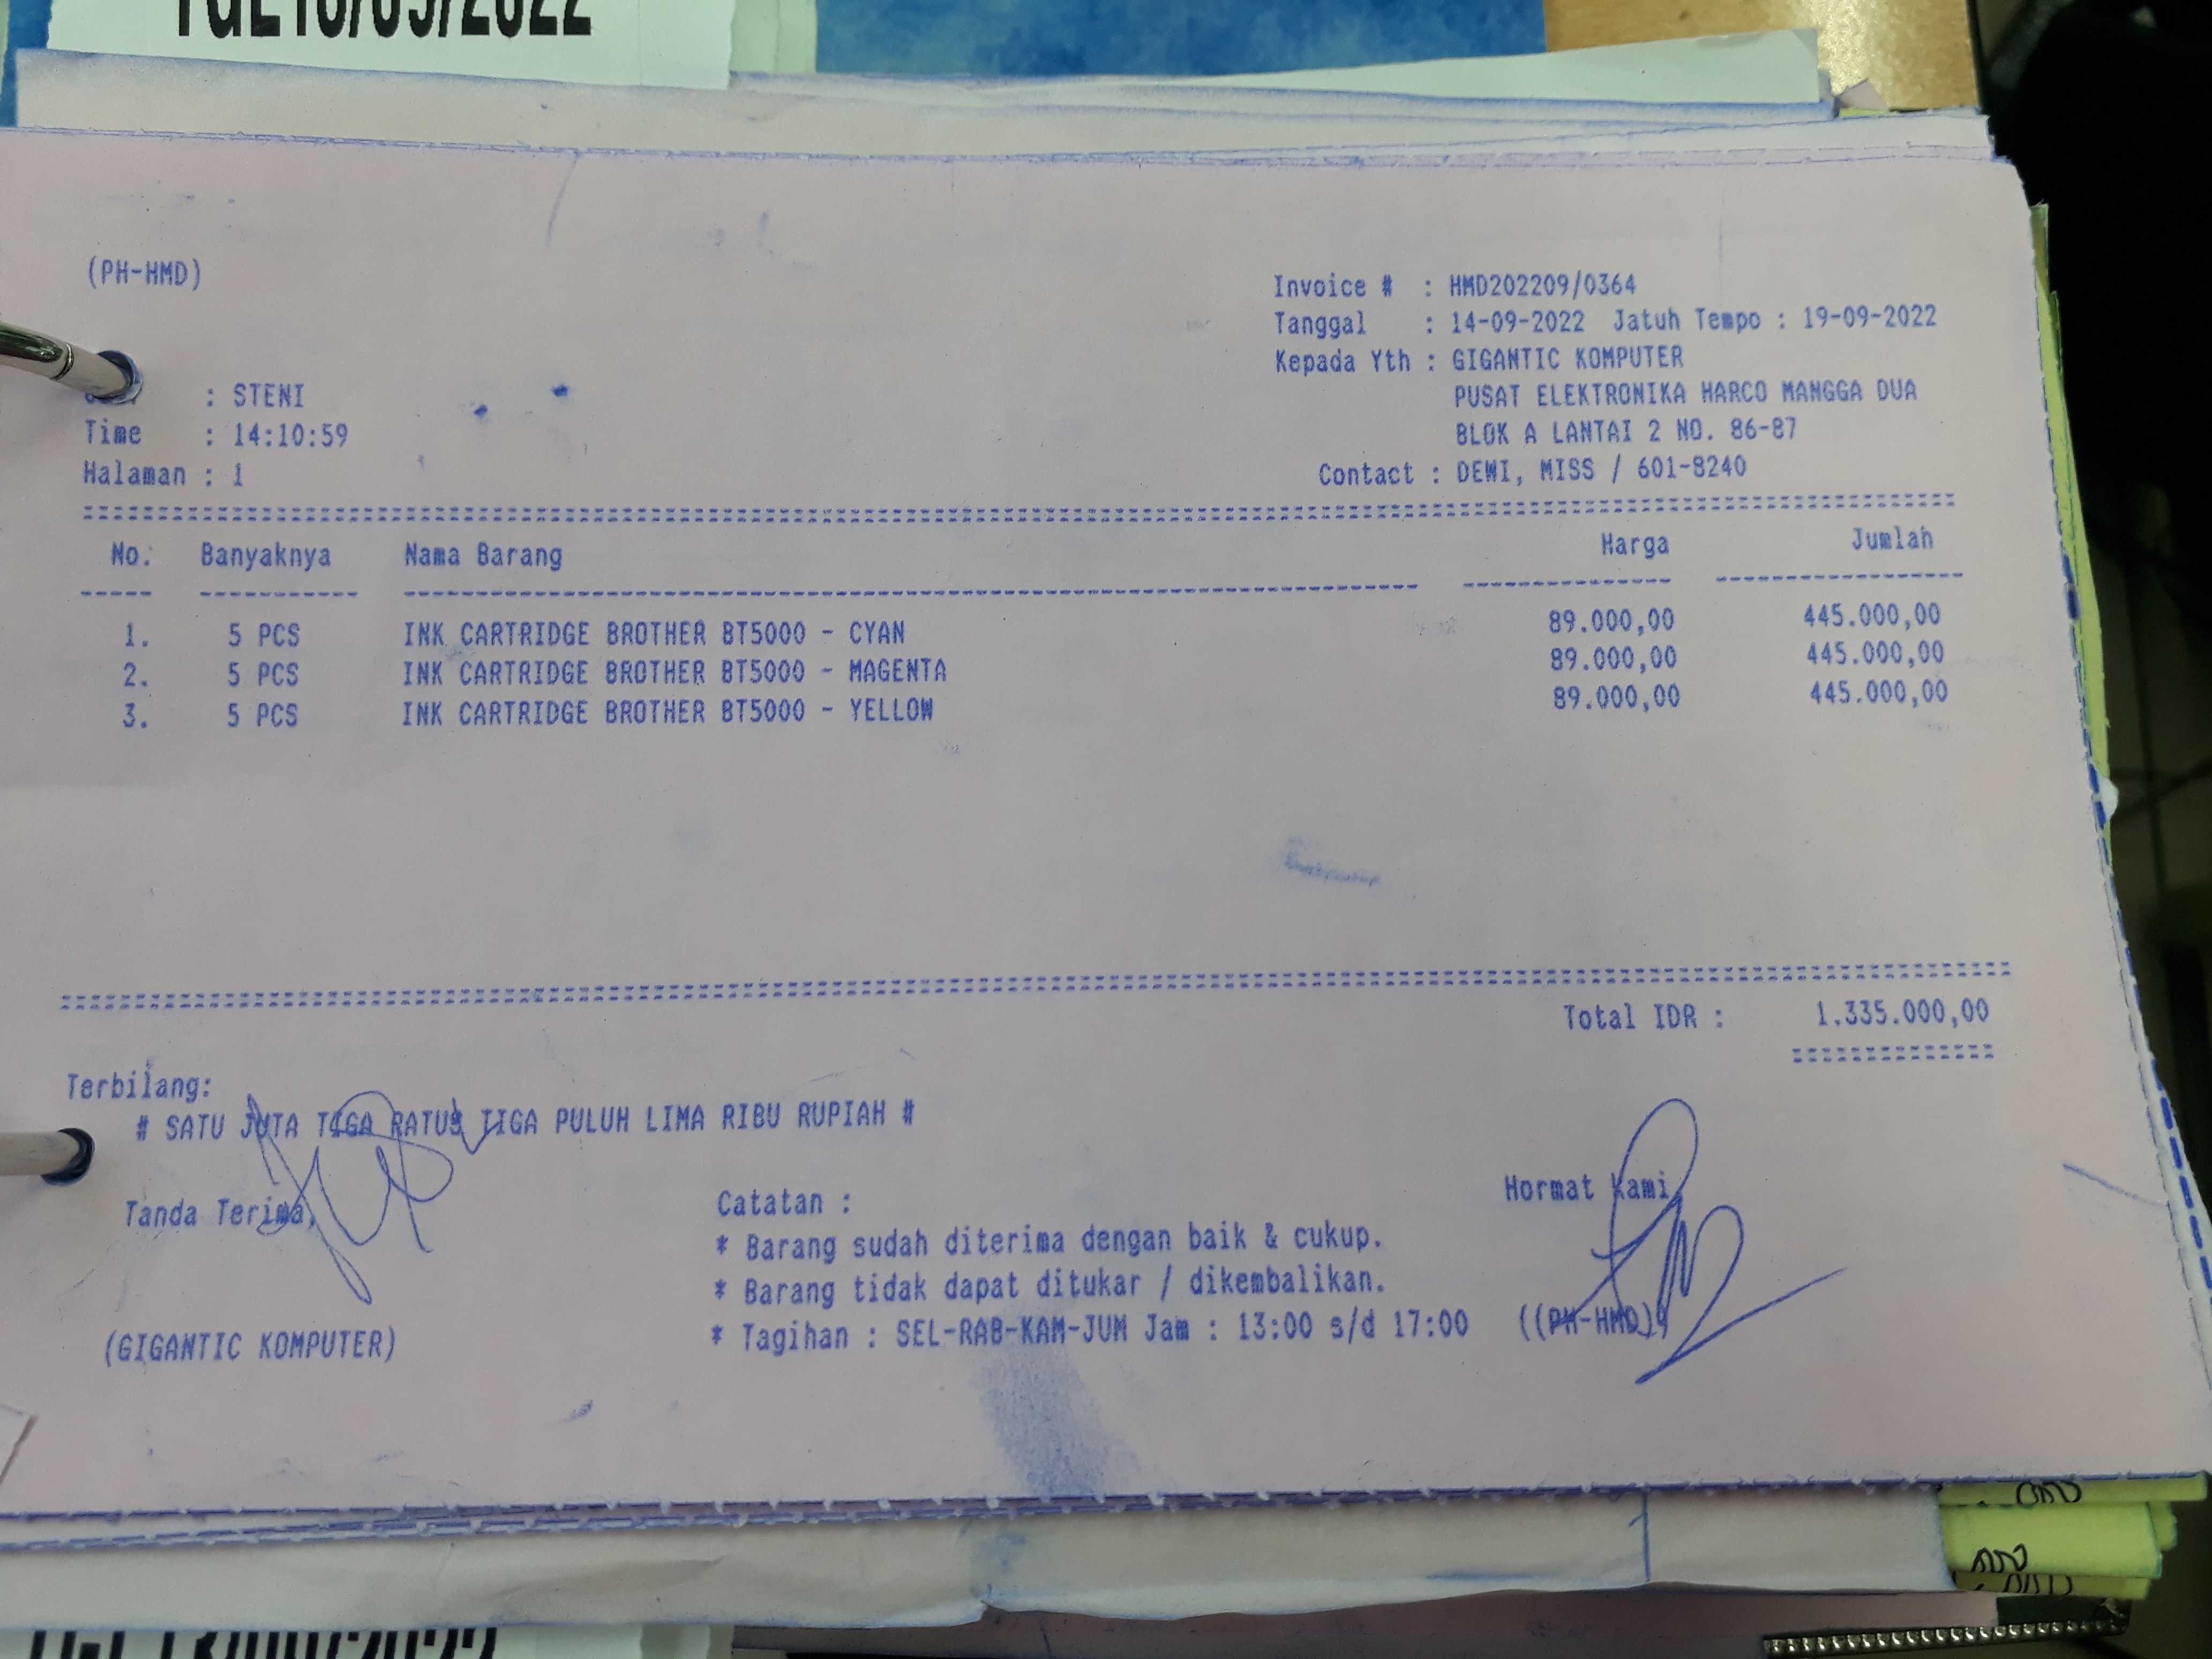 (PH-HMD)
Invoice # : HMD202209/0364
Tanggal : 14-09-2022 Jatuh Tempo : 19-09-2022
Kepada Yth : GIGANTIC KOMPUTER
PUSAT ELEKTRONIKA HARCO MANGGA DUA
BLOK A LANTAI 2 NO. 86-87
Contact : DEWI, MISS / 601-8240
: STENI
Time : 14:10:59
Halaman : 1
No. Banyaknya Nama Barang Harga Jumlah
1. 5 PCS INK CARTRIDGE BROTHER BT5000 - CYAN 89.000,00 445.000,00
2. 5 PCS INK CARTRIDGE BROTHER BT5000 - MAGENTA 89.000,00 445.000,00
3. 5 PCS INK CARTRIDGE BROTHER BT5000 - YELLOW 89.000,00 445.000,00
Total IDR : 1.335.000,00
Terbilang:
# SATU JUTA TIGA RATUS TIGA PULUH LIMA RIBU RUPIAH #
Tanda Terima,
(GIGANTIC KOMPUTER)
Catatan :
* Barang sudah diterima dengan baik & cukup.
* Barang tidak dapat ditukar / dikembalikan.
* Tagihan : SEL-RAB-KAM-JUM Jam : 13:00 s/d 17:00
Hormat Kami
((PH-HMD))